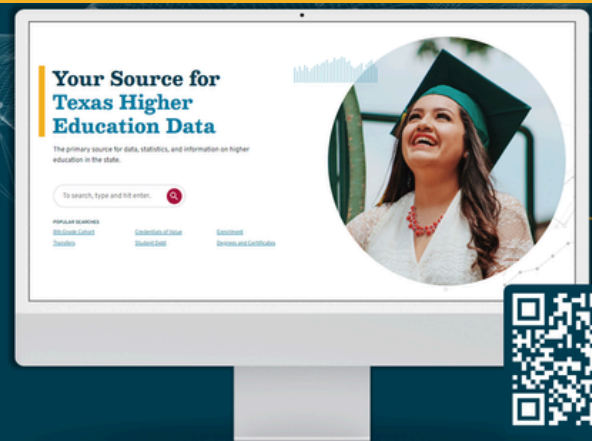 Your Source for
Texas Higher
Education Data
The primary source for data, statistics, and information on higher
education in the state.
To search, type and hit enter.
POPULAR SEARCHES
8th Grade Cohort
Credentials of Value
Enrollment
Transfers
Student Debt
Degrees and Certificates